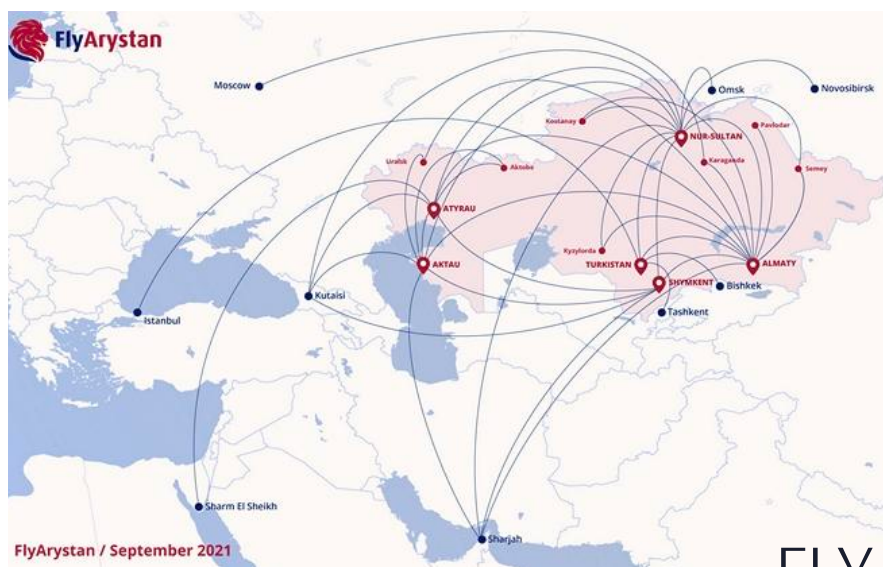 FlyArystan
Moscow
Omsk
Novosibirsk
Kostanay
Pavlodar
NUR-SULTAN
Uralsk
Aktobe
Karaganda
Semey
ATYRAU
Kyzylorda
AKTAU
TURKISTAN
ALMATY
SHYMKENT
Bishkek
Kutaisi
Istanbul
Tashkent
Sharm El Sheikh
Sharjah
FlyArystan / September 2021